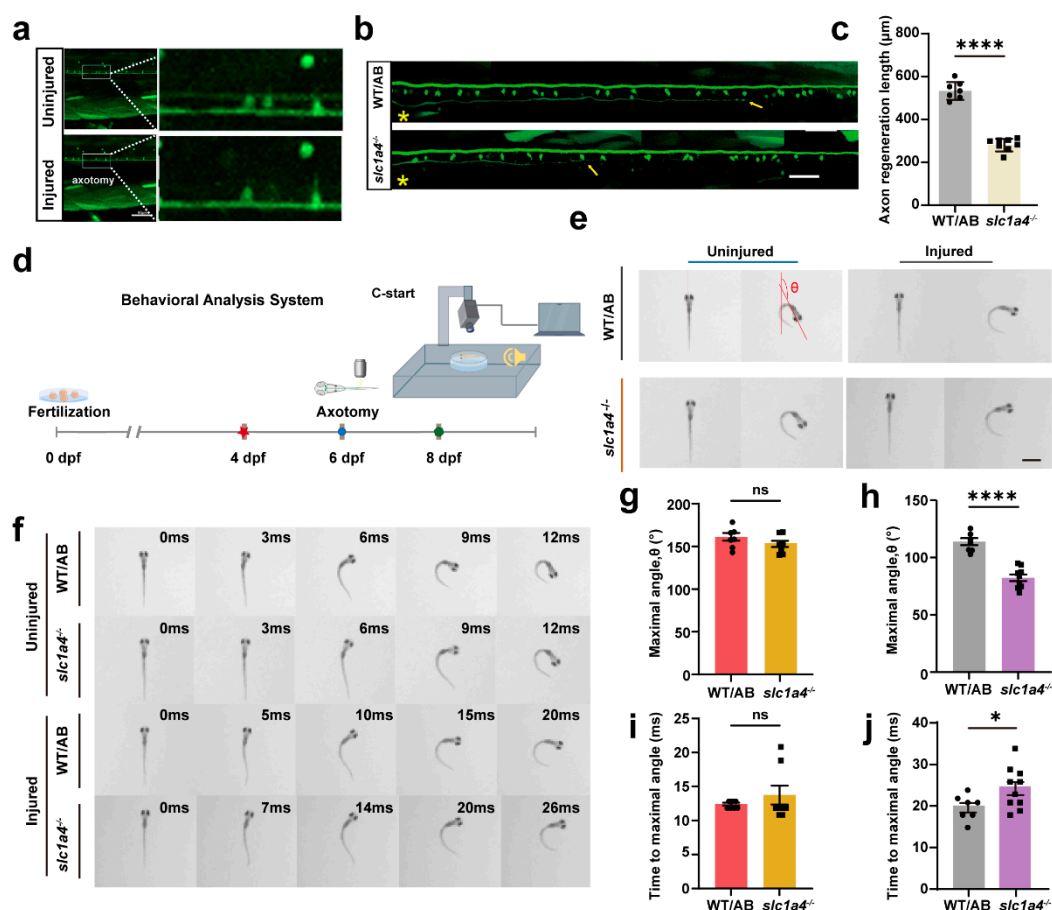 a
Uninjured
Injured
axotomy
b
WT/AB
slc1a4-/-
*
*
c
Axon regeneration length (μm)
800
600
400
200
0
****
WT/AB
slc1a4-/-
d
Behavioral Analysis System
C-start
Fertilization
Axotomy
0 dpf
4 dpf
6 dpf
8 dpf
e
Uninjured
Injured
WT/AB
θ
slc1a4-/-
f
Uninjured
WT/AB
0ms
3ms
6ms
9ms
12ms
slc1a4-/-
0ms
3ms
6ms
9ms
12ms
Injured
WT/AB
0ms
5ms
10ms
15ms
20ms
slc1a4-/-
0ms
7ms
14ms
20ms
26ms
g
Maximal angle,θ (°)
200
150
100
50
0
ns
WT/AB
slc1a4-/-
h
Maximal angle,θ (°)
150
100
50
0
****
WT/AB
slc1a4-/-
i
Time to maximal angle (ms)
25
20
15
10
5
0
ns
WT/AB
slc1a4-/-
j
Time to maximal angle (ms)
40
30
20
10
0
*
WT/AB
slc1a4-/-